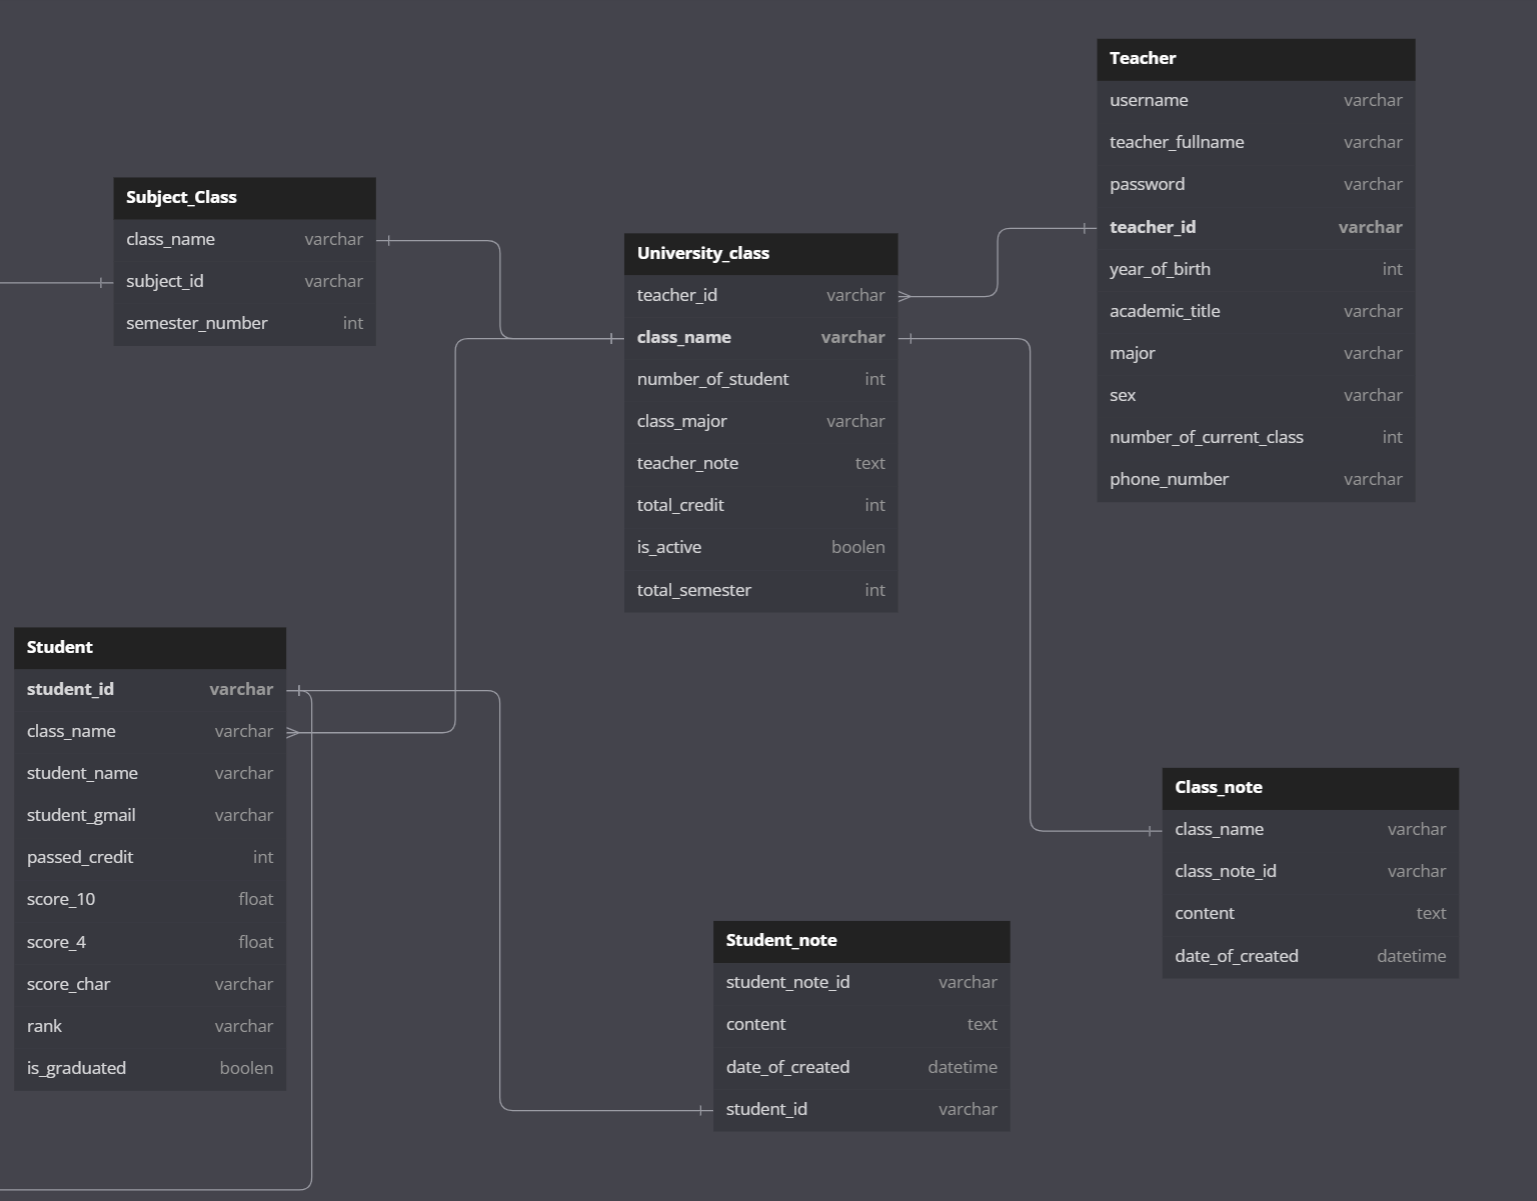 Teacher
username varchar
teacher_fullname varchar
password varchar
teacher_id varchar
year_of_birth int
academic_title varchar
major varchar
sex varchar
number_of_current_class int
phone_number varchar
Subject_Class
class_name varchar
subject_id varchar
semester_number int
University_class
teacher_id varchar
class_name varchar
number_of_student int
class_major varchar
teacher_note text
total_credit int
is_active boolen
total_semester int
Student
student_id varchar
class_name varchar
student_name varchar
student_gmail varchar
passed_credit int
score_10 float
score_4 float
score_char varchar
rank varchar
is_graduated boolen
Class_note
class_name varchar
class_note_id varchar
content text
date_of_created datetime
Student_note
student_note_id varchar
content text
date_of_created datetime
student_id varchar